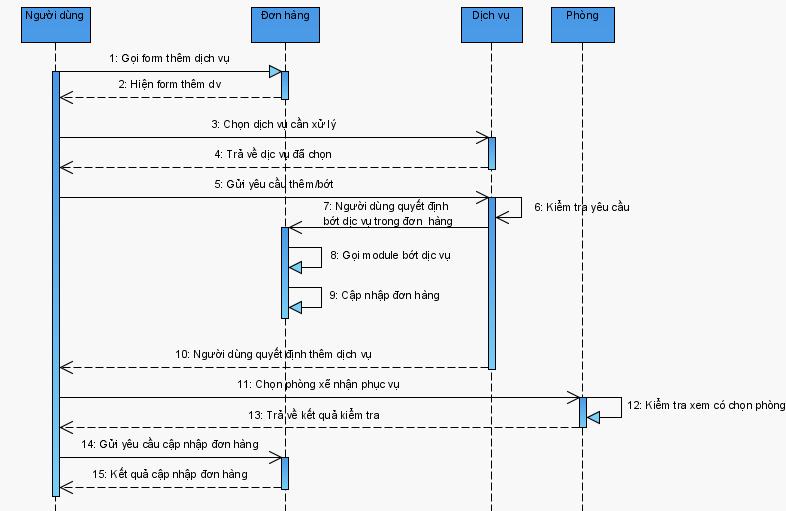 Người dùng
Đơn hàng
Dịch vụ
Phòng
1: Gọi form thêm dịch vụ
2: Hiện form thêm dv
3: Chọn dịch vụ cần xử lý
4: Trả về dịc vụ đã chọn
5: Gửi yêu cầu thêm/bớt
6: Kiểm tra yêu cầu
7: Người dùng quyết định
bớt dịc vụ trong đơn hàng
8: Gọi module bớt dịc vụ
9: Cập nhập đơn hàng
10: Người dùng quyết định thêm dịch vụ
11: Chọn phòng xẽ nhận phục vụ
12: Kiểm tra xem có chọn phòng
13: Trả về kết quả kiểm tra
14: Gửi yêu cầu cập nhập đơn hàng
15: Kết quả cập nhập đơn hàng